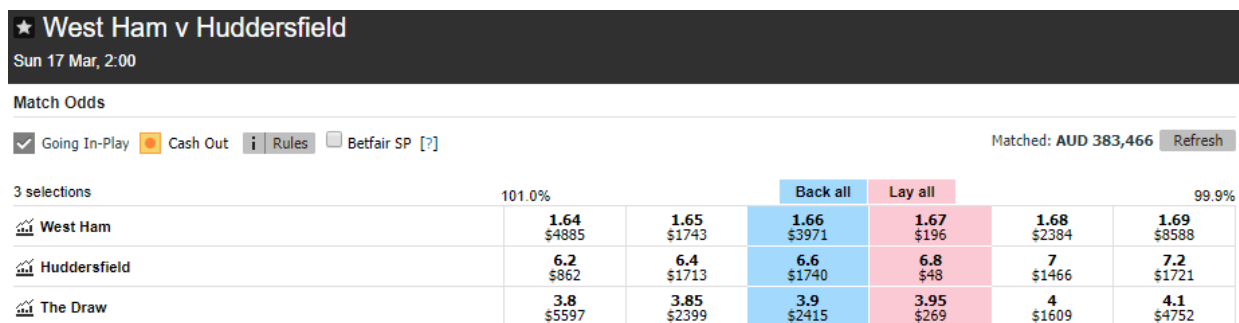 West Ham v Huddersfield
Sun 17 Mar, 2:00
Match Odds
Going In-Play Cash Out i Rules Betfair SP [?] Matched: AUD 383,466 Refresh
3 selections 101.0% Back all Lay all 99.9%
West Ham 1.64 1.65 1.66 1.67 1.68 1.69
$4885 $1743 $3971 $196 $2384 $8588
Huddersfield 6.2 6.4 6.6 6.8 7 7.2
$862 $1713 $1740 $48 $1466 $1721
The Draw 3.8 3.85 3.9 3.95 4 4.1
$5597 $2399 $2415 $269 $1609 $4752